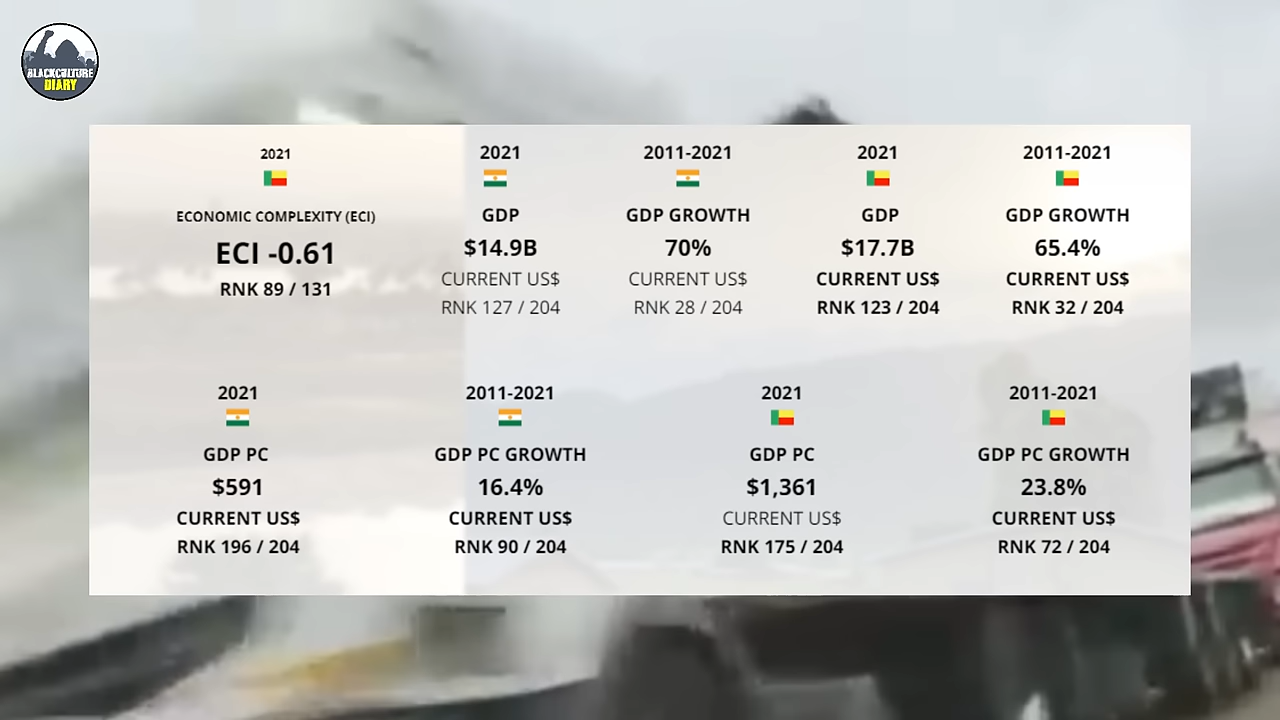 BLACKCULTURE
DIARY
2021
ECONOMIC COMPLEXITY (ECI)
ECI -0.61
RNK 89 / 131
2021
GDP
$14.9B
CURRENT US$
RNK 127 / 204
2011-2021
GDP GROWTH
70%
CURRENT US$
RNK 28 / 204
2021
GDP
$17.7B
CURRENT US$
RNK 123 / 204
2011-2021
GDP GROWTH
65.4%
CURRENT US$
RNK 32 / 204
2021
GDP PC
$591
CURRENT US$
RNK 196 / 204
2011-2021
GDP PC GROWTH
16.4%
CURRENT US$
RNK 90 / 204
2021
GDP PC
$1,361
CURRENT US$
RNK 175 / 204
2011-2021
GDP PC GROWTH
23.8%
CURRENT US$
RNK 72 / 204